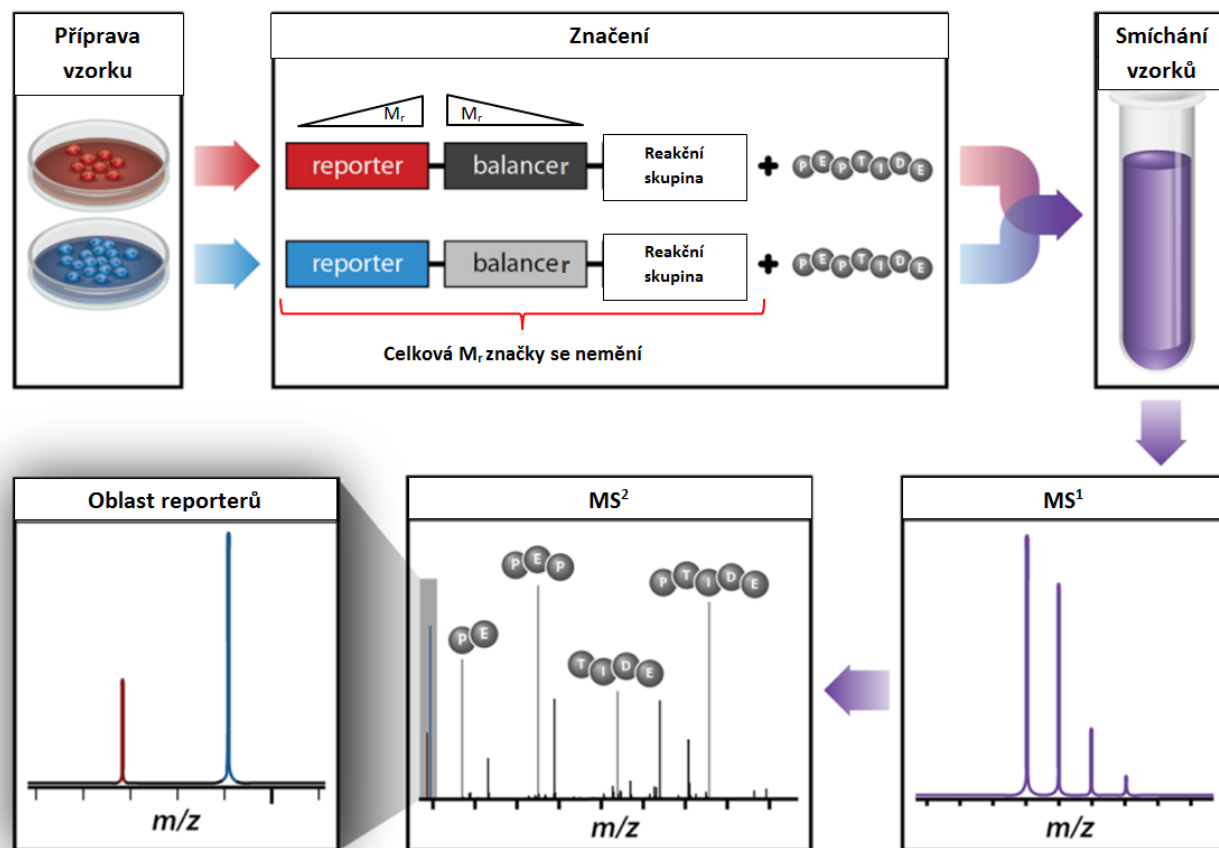 Příprava
vzorku
Značení
Smíchání
vzorků
Mᵣ
Mᵣ
reporter
balancer
Reakční
skupina
+
PEPTIDE
reporter
balancer
Reakční
skupina
+
PEPTIDE
Celková Mᵣ značky se nemění
Oblast reporterů
m/z
MS²
PE
PEP
TIDE
PTIDE
m/z
MS¹
m/z